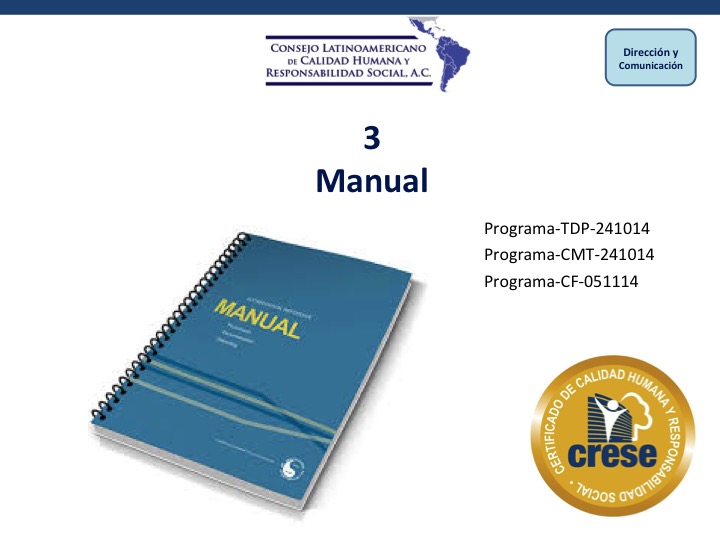 CONSEJO LATINOAMERICANO
DE CALIDAD HUMANA Y
RESPONSABILIDAD SOCIAL, A.C.
Dirección y
Comunicación
3
Manual
Programa-TDP-241014
Programa-CMT-241014
Programa-CF-051114
MANUAL
CERTIFICADO DE CALIDAD HUMANA Y RESPONSABILIDAD SOCIAL
crese